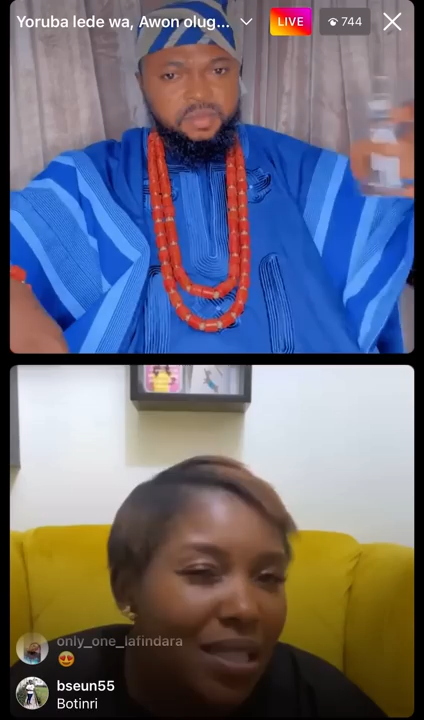 Yoruba lede wa, Awon olug...
LIVE
744
only_one_lafindara
😍
bseun55
Botinri